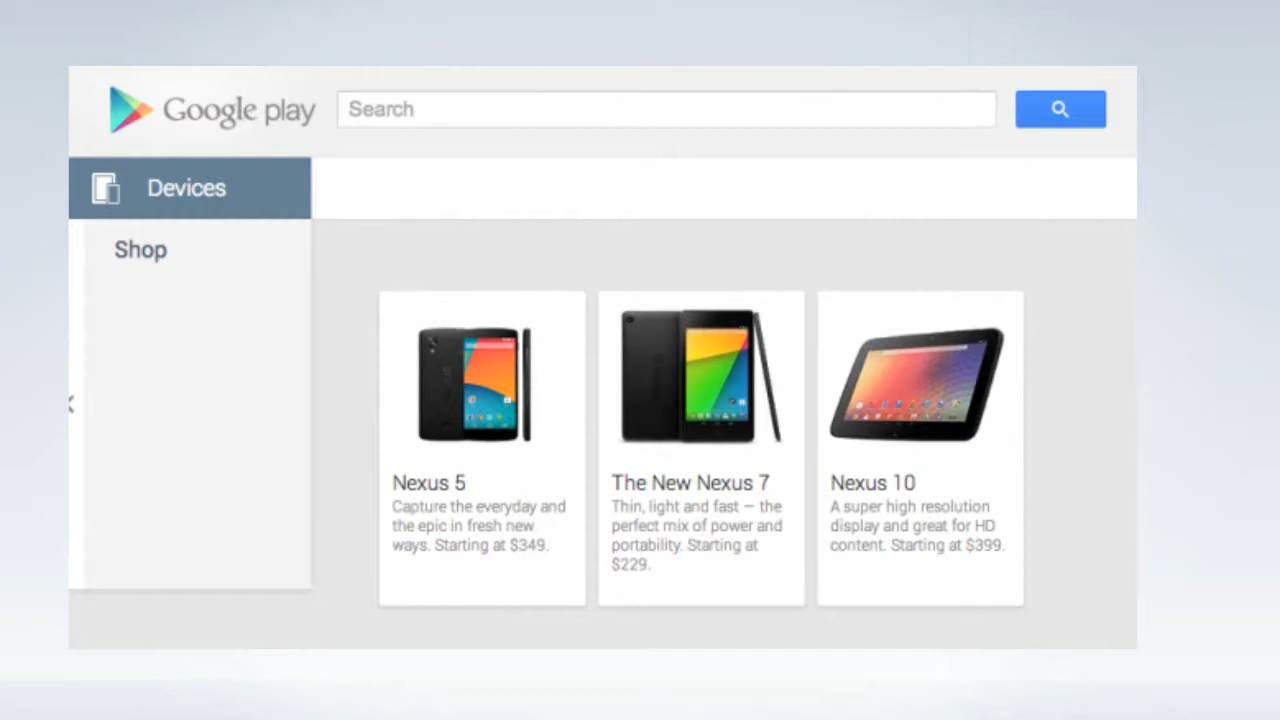 Google play
Search
Devices
Shop
Nexus 5
Capture the everyday and
the epic in fresh new
ways. Starting at $349.
The New Nexus 7
Thin, light and fast — the
perfect mix of power and
portability. Starting at
$229.
Nexus 10
A super high resolution
display and great for HD
content. Starting at $399.